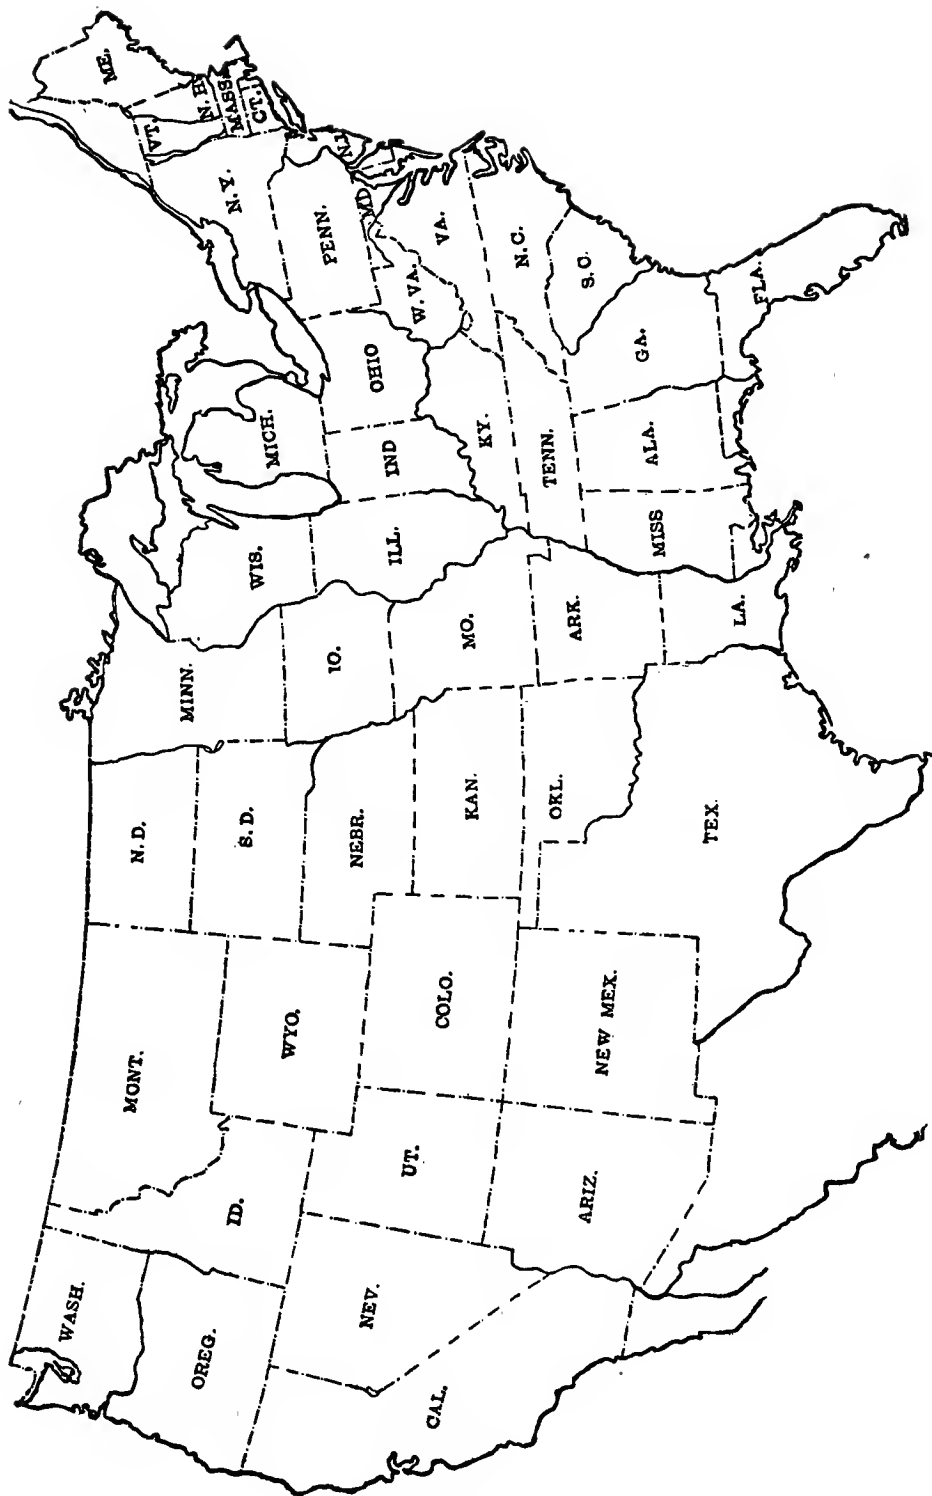 WASH.
OREG.
CAL.
NEV.
ID.
MONT.
WYO.
UT.
ARIZ.
COLO.
NEW MEX.
N.D.
S.D.
NEBR.
KAN.
OKL.
TEX.
MINN.
IO.
MO.
ARK.
LA.
WIS.
ILL.
MICH.
IND
OHIO
KY.
TENN.
MISS
ALA.
GA.
FLA.
S.C.
N.C.
VA.
W.VA.
MD
PENN.
N.Y.
VT.
N.H
MASS
CT.
ME.